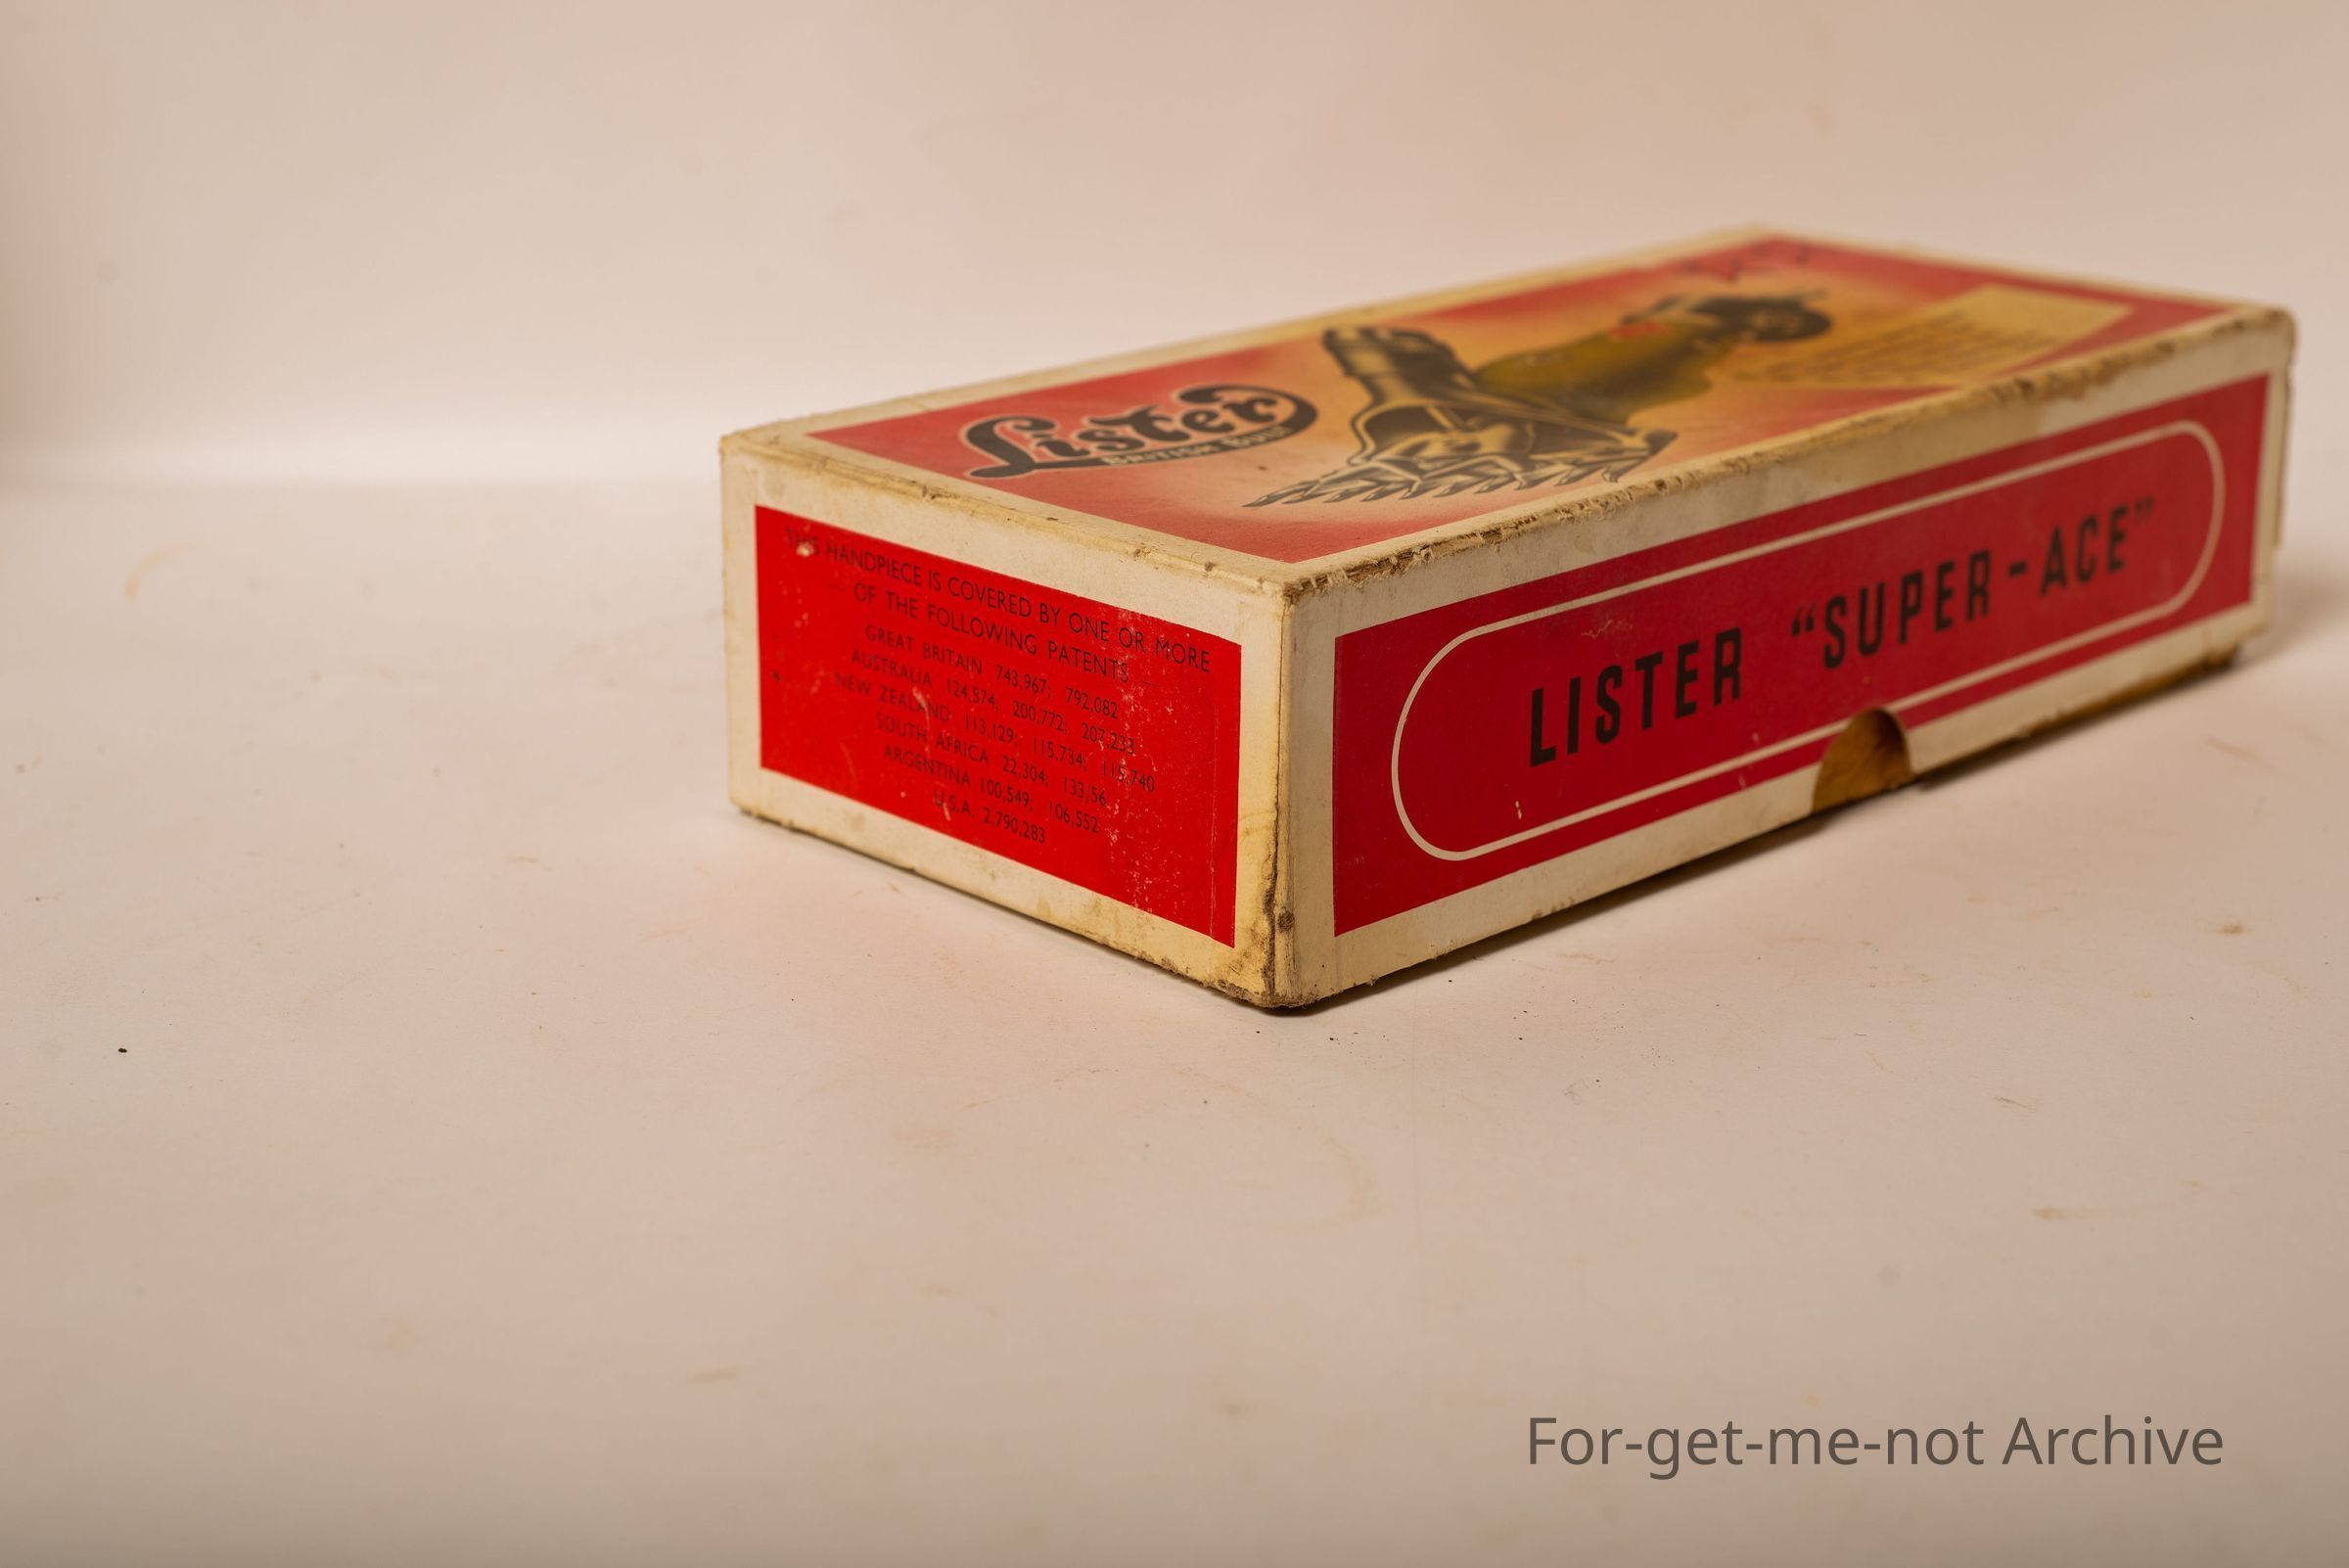 Lister
BRITISH BUILT
THIS HANDPIECE IS COVERED BY ONE OR MORE
OF THE FOLLOWING PATENTS
GREAT BRITAIN 743,967; 792,082
AUSTRALIA 124,574; 200,772; 207,233
NEW ZEALAND 113,129; 115,734; 115,740
SOUTH AFRICA 22,304; 133/56
ARGENTINA 100,549; 106,552
U.S.A. 2,790,283
LISTER “SUPER-ACE”
For-get-me-not Archive